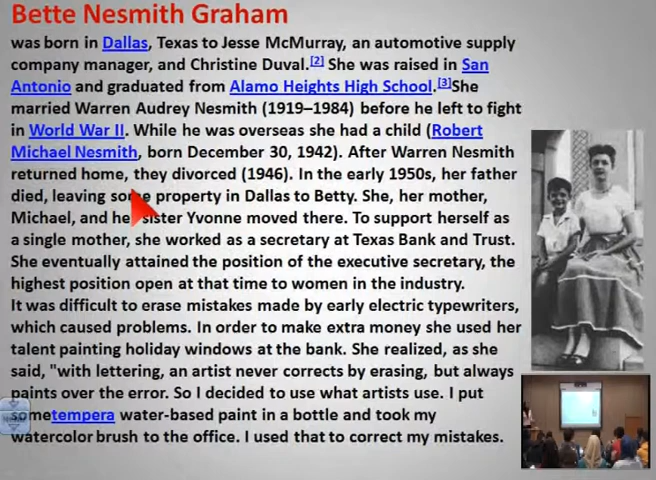 Bette Nesmith Graham
was born in Dallas, Texas to Jesse McMurray, an automotive supply
company manager, and Christine Duval.[2] She was raised in San
Antonio and graduated from Alamo Heights High School.[3]She
married Warren Audrey Nesmith (1919–1984) before he left to fight
in World War II. While he was overseas she had a child (Robert
Michael Nesmith, born December 30, 1942). After Warren Nesmith
returned home, they divorced (1946). In the early 1950s, her father
died, leaving some property in Dallas to Betty. She, her mother,
Michael, and her sister Yvonne moved there. To support herself as
a single mother, she worked as a secretary at Texas Bank and Trust.
She eventually attained the position of the executive secretary, the
highest position open at that time to women in the industry.
It was difficult to erase mistakes made by early electric typewriters,
which caused problems. In order to make extra money she used her
talent painting holiday windows at the bank. She realized, as she
said, "with lettering, an artist never corrects by erasing, but always
paints over the error. So I decided to use what artists use. I put
sometempera water-based paint in a bottle and took my
watercolor brush to the office. I used that to correct my mistakes.